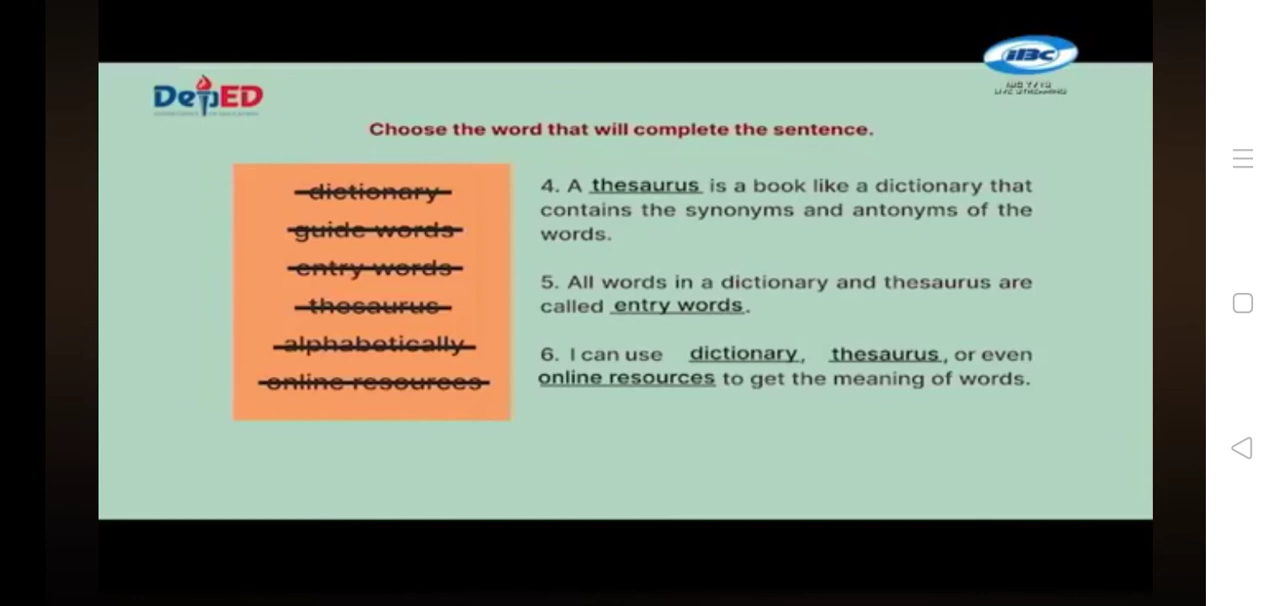 iBC
DepED
Choose the word that will complete the sentence.
dictionary
guide words
entry words
thesaurus
alphabetically
online resources
4. A thesaurus is a book like a dictionary that
contains the synonyms and antonyms of the
words.
5. All words in a dictionary and thesaurus are
called entry words.
6. I can use dictionary, thesaurus, or even
online resources to get the meaning of words.